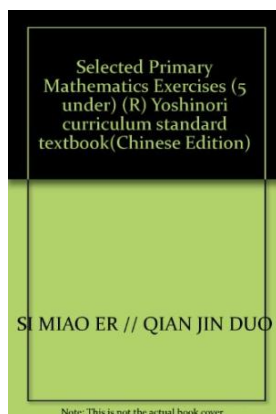 Selected Primary
Mathematics Exercises (5
under) (R) Yoshinori
curriculum standard
textbook(Chinese Edition)
SI MIAO ER // QIAN JIN DUO
Note: This is not the actual book cover